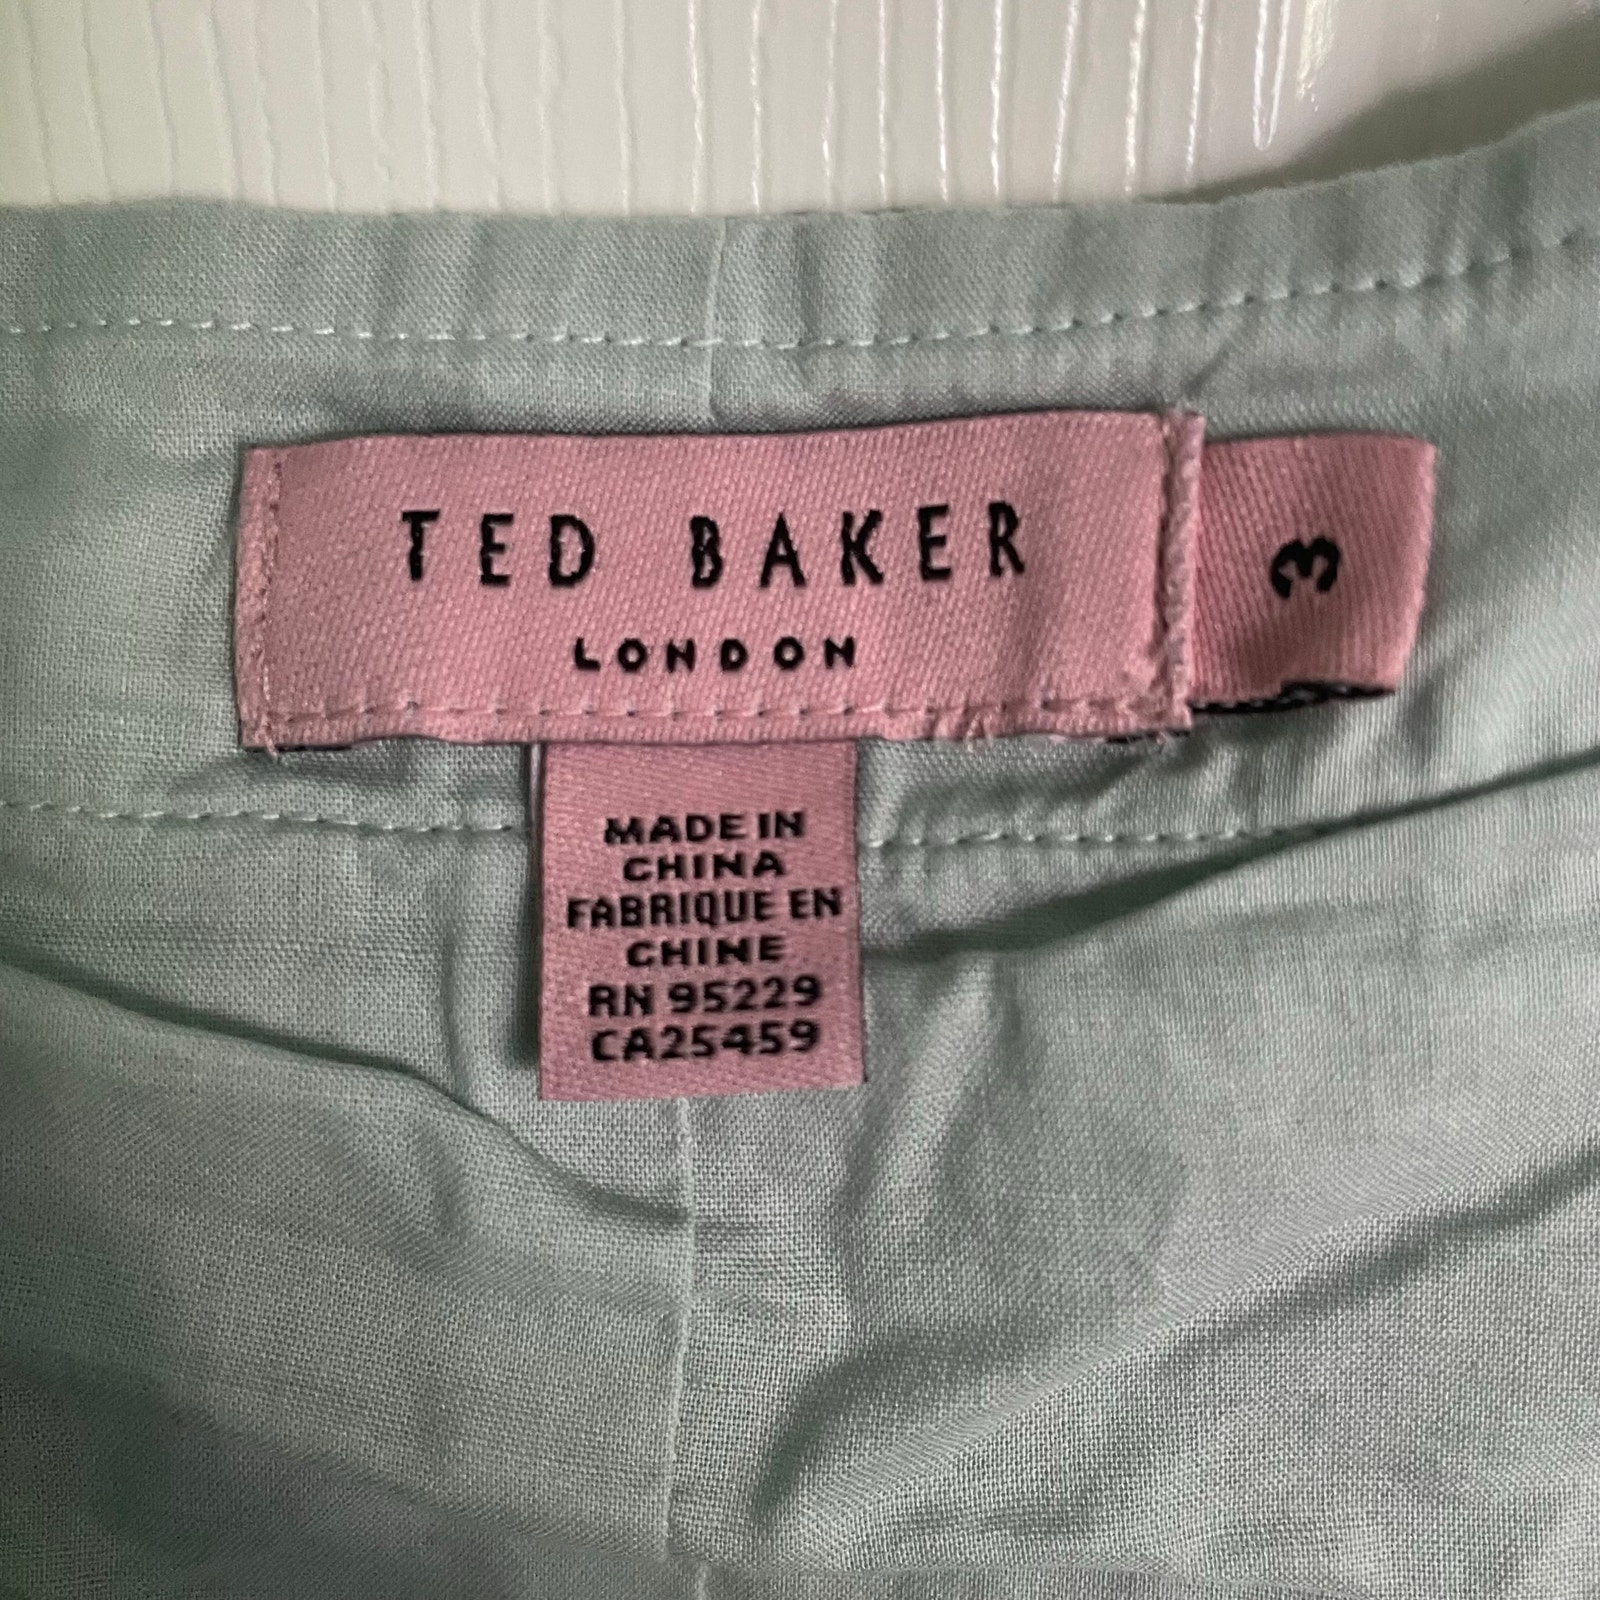 TED BAKER
LONDON
3
MADE IN
CHINA
FABRIQUE EN
CHINE
RN 95229
CA25459